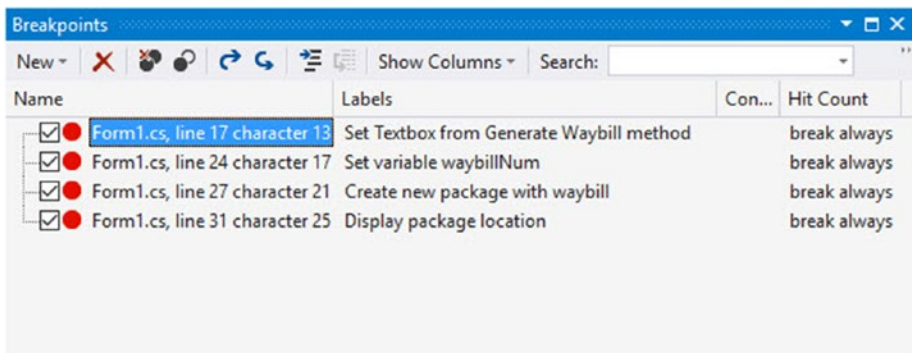 Breakpoints
New Show Columns Search:
Name Labels Con... Hit Count
Form1.cs, line 17 character 13 Set Textbox from Generate Waybill method break always
Form1.cs, line 24 character 17 Set variable waybillNum break always
Form1.cs, line 27 character 21 Create new package with waybill break always
Form1.cs, line 31 character 25 Display package location break always